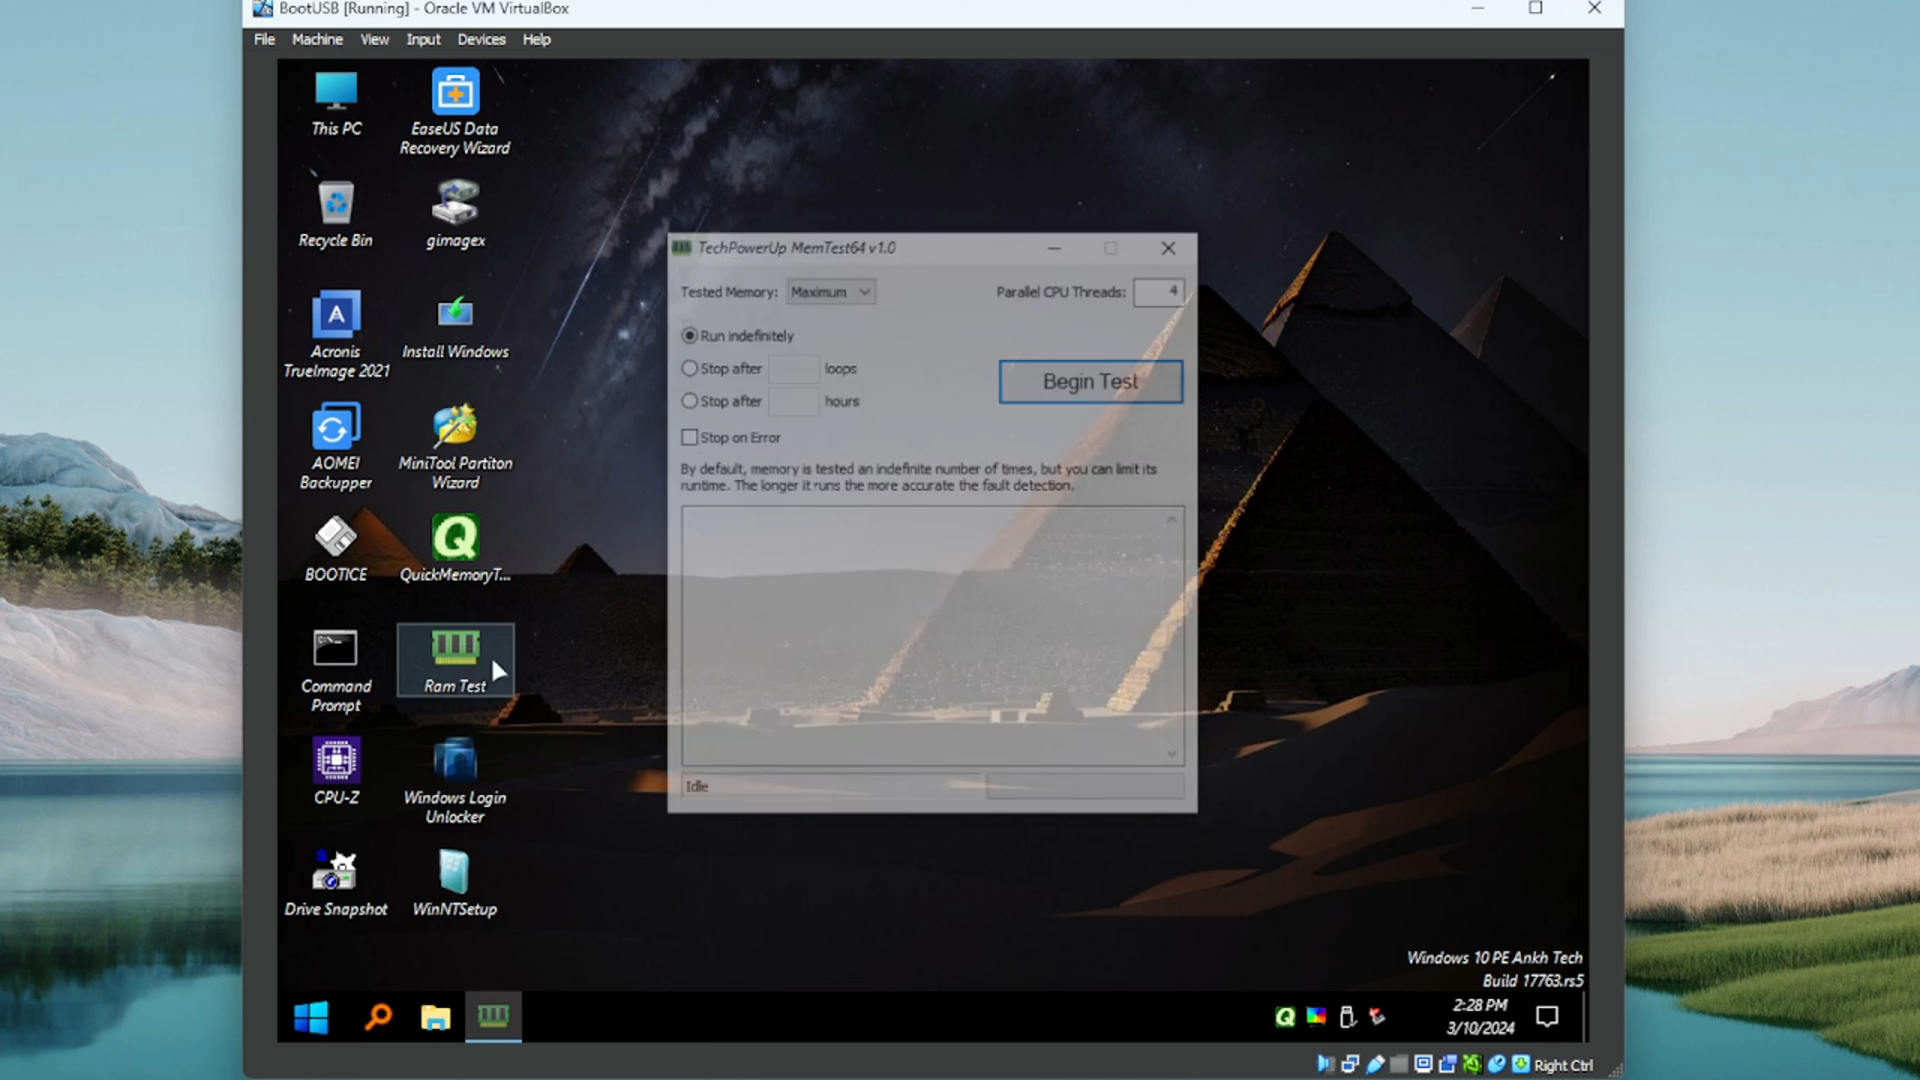 BootUSB [Running] - Oracle VM VirtualBox
File Machine View Input Devices Help
This PC
EaseUS Data
Recovery Wizard
Recycle Bin
gimagex
Acronis
TrueImage 2021
Install Windows
AOMEI
Backupper
MiniTool Partiton
Wizard
BOOTICE
QuickMemoryT...
Command
Prompt
Ram Test
CPU-Z
Windows Login
Unlocker
Drive Snapshot
WinNTSetup
TechPowerUp MemTest64 v1.0
Tested Memory: Maximum
Parallel CPU Threads: 4
Run indefinitely
Stop after loops
Stop after hours
Begin Test
Stop on Error
By default, memory is tested an indefinite number of times, but you can limit its
runtime. The longer it runs the more accurate the fault detection.
Idle
Windows 10 PE Ankh Tech
Build 17763.rs5
2:28 PM
3/10/2024
Right Ctrl